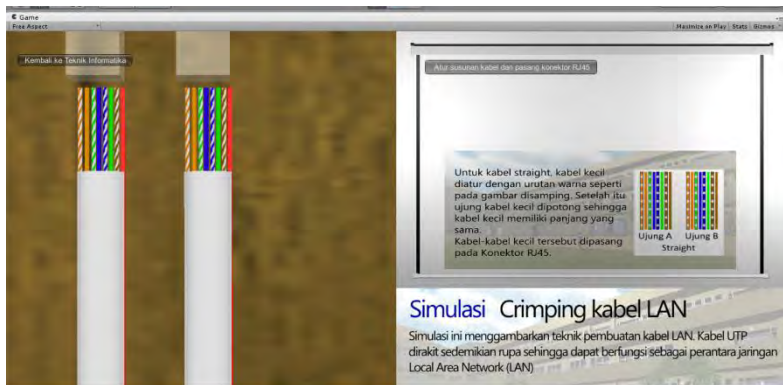 Game
Free Aspect
Maximize on Play Stats Gizmos
Kembali ke Teknik Informatika
Atur susunan kabel dan pasang konektor RJ45
Untuk kabel straight, kabel kecil
diatur dengan urutan warna seperti
pada gambar disamping. Setelah itu
ujung kabel kecil dipotong sehingga
kabel kecil memiliki panjang yang
sama.
Kabel-kabel kecil tersebut dipasang
pada Konektor RJ45.
Ujung A Ujung B
Straight
Simulasi Crimping kabel LAN
Simulasi ini menggambarkan teknik pembuatan kabel LAN. Kabel UTP
dirakit sedemikian rupa sehingga dapat berfungsi sebagai perantara jaringan
Local Area Network (LAN)